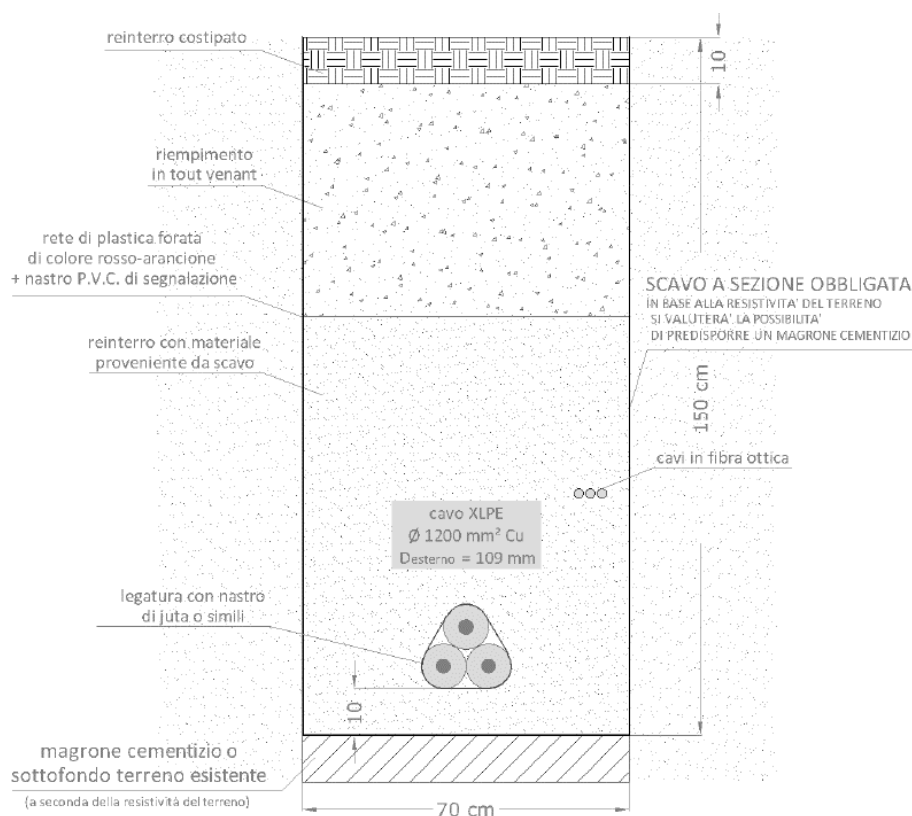 reinterro costipato
10
riempimento
in tout venant
rete di plastica forata
di colore rosso-arancione
+ nastro P.V.C. di segnalazione
SCAVO A SEZIONE OBBLIGATA
IN BASE ALLA RESISTIVITA' DEL TERRENO
SI VALUTERA' LA POSSIBILITA'
DI PREDISPORRE UN MAGRONE CEMENTIZIO
reinterro con materiale
proveniente da scavo
150 cm
cavi in fibra ottica
cavo XLPE
Ø 1200 mm² Cu
Desterno = 109 mm
legatura con nastro
di juta o simili
10
magrone cementizio o
sottofondo terreno esistente
(a seconda della resistività del terreno)
70 cm